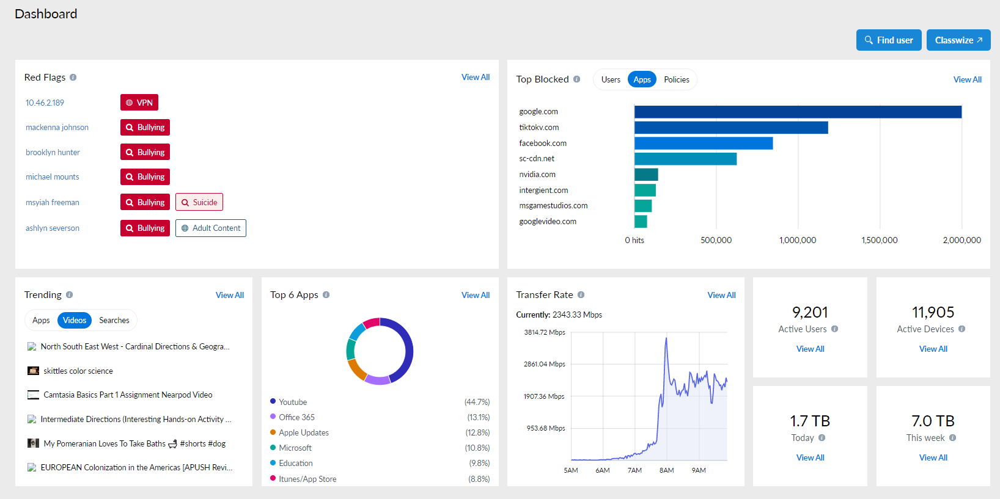 Dashboard
Find user
Classwize
Red Flags
View All
10.46.2.189 VPN
mackenna johnson Bullying
brooklyn hunter Bullying
michael mounts Bullying
msyiah freeman Bullying Suicide
ashlyn severson Bullying Adult Content
Top Blocked Users Apps Policies
View All
google.com
tiktokv.com
facebook.com
sc-cdn.net
nvidia.com
intergient.com
msgamestudios.com
googlevideo.com
0 hits 500,000 1,000,000 1,500,000 2,000,000
Trending
View All
Apps Videos Searches
North South East West - Cardinal Directions & Geogra...
skittles color science
Camtasia Basics Part 1 Assignment Nearpod Video
Intermediate Directions (Interesting Hands-on Activity ...
My Pomeranian Loves To Take Baths 🛁 #shorts #dog
EUROPEAN Colonization in the Americas [APUSH Revi...
Top 6 Apps
View All
Youtube (44.7%)
Office 365 (13.1%)
Apple Updates (12.8%)
Microsoft (10.8%)
Education (9.8%)
Itunes/App Store (8.8%)
Transfer Rate
View All
Currently: 2343.33 Mbps
3814.72 Mbps
2861.04 Mbps
1907.36 Mbps
953.68 Mbps
5AM 6AM 7AM 8AM 9AM
9,201
Active Users
View All
11,905
Active Devices
View All
1.7 TB
Today
View All
7.0 TB
This week
View All